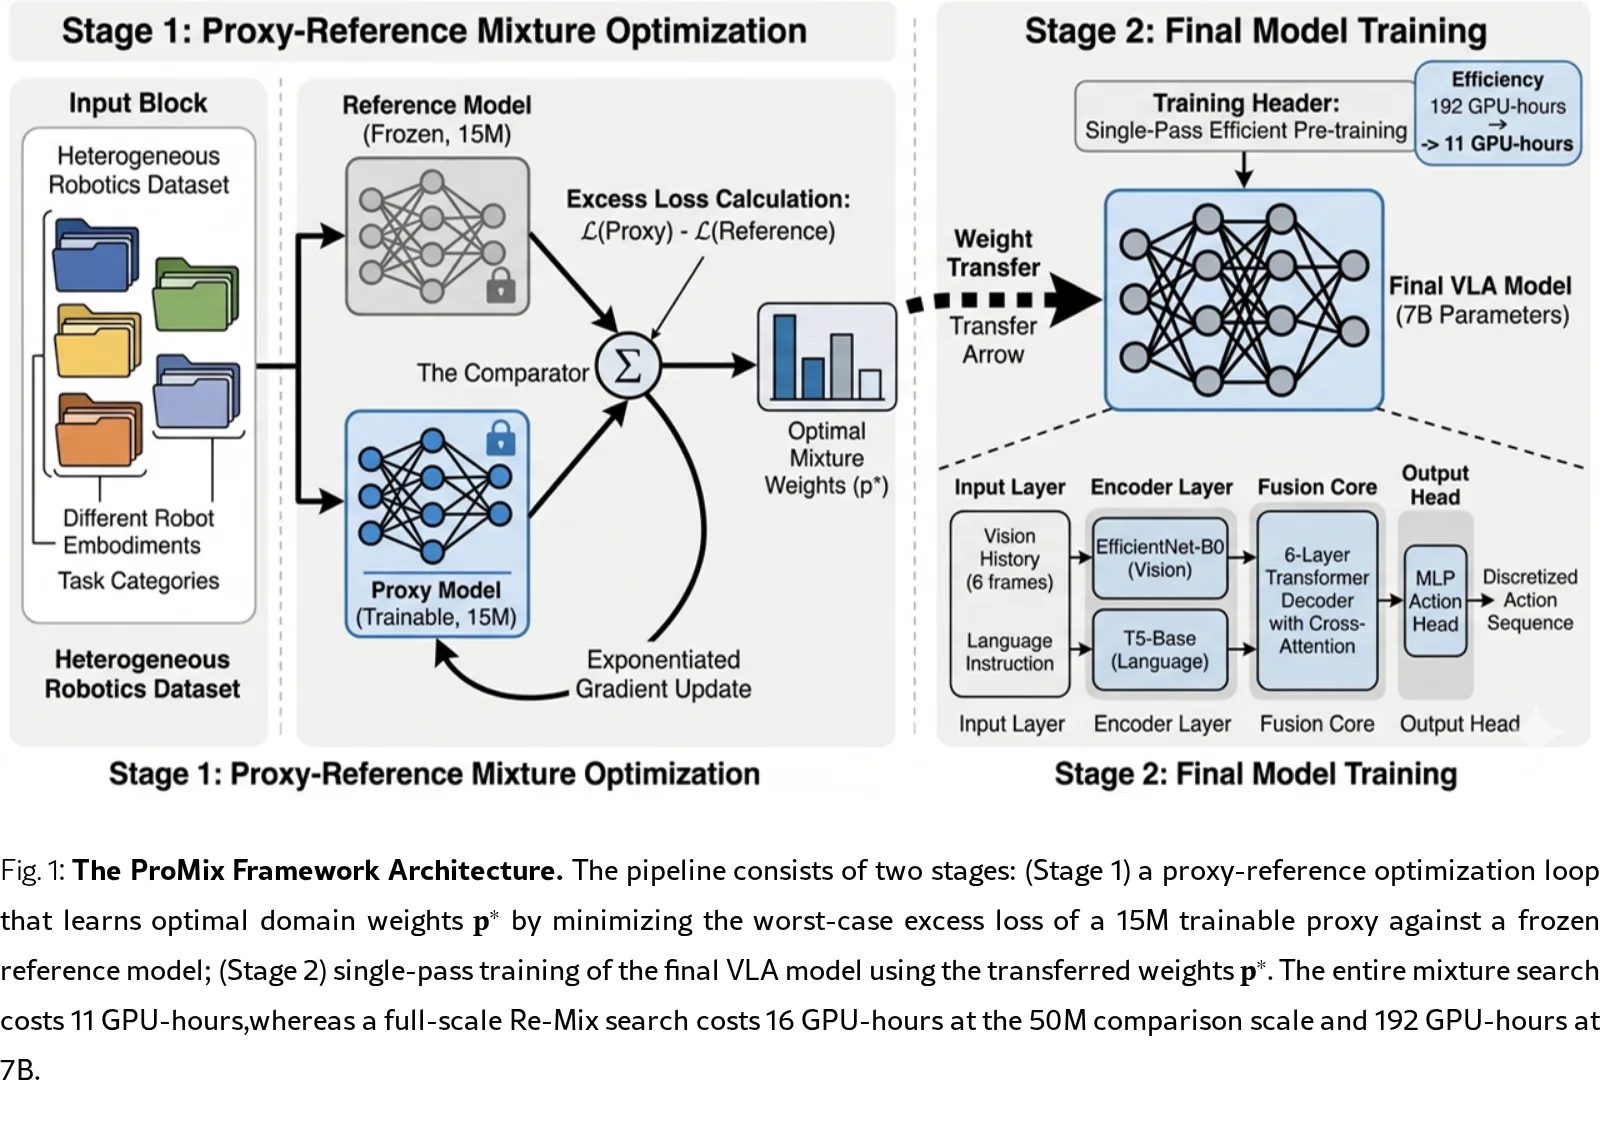 Stage 1: Proxy-Reference Mixture Optimization
Input Block
Heterogeneous
Robotics Dataset
Different Robot
Embodiments
Task Categories
Heterogeneous
Robotics Dataset
Reference Model
(Frozen, 15M)
Excess Loss Calculation:
ℒ(Proxy) - ℒ(Reference)
The Comparator
Σ
Proxy Model
(Trainable, 15M)
Exponentiated
Gradient Update
Optimal
Mixture
Weights (p*)
Stage 1: Proxy-Reference Mixture Optimization
Stage 2: Final Model Training
Training Header:
Single-Pass Efficient Pre-training
Efficiency
192 GPU-hours
→
-> 11 GPU-hours
Weight
Transfer
Transfer
Arrow
Final VLA Model
(7B Parameters)
Input Layer
Vision
History
(6 frames)
Language
Instruction
Input Layer
Encoder Layer
EfficientNet-B0
(Vision)
T5-Base
(Language)
Encoder Layer
Fusion Core
6-Layer
Transformer
Decoder
with Cross-
Attention
Fusion Core
Output
Head
MLP
Action
Head
Output Head
Discretized
Action
Sequence
Stage 2: Final Model Training
Fig. 1: The ProMix Framework Architecture. The pipeline consists of two stages: (Stage 1) a proxy-reference optimization loop
that learns optimal domain weights p* by minimizing the worst-case excess loss of a 15M trainable proxy against a frozen
reference model; (Stage 2) single-pass training of the final VLA model using the transferred weights p*. The entire mixture search
costs 11 GPU-hours,whereas a full-scale Re-Mix search costs 16 GPU-hours at the 50M comparison scale and 192 GPU-hours at
7B.